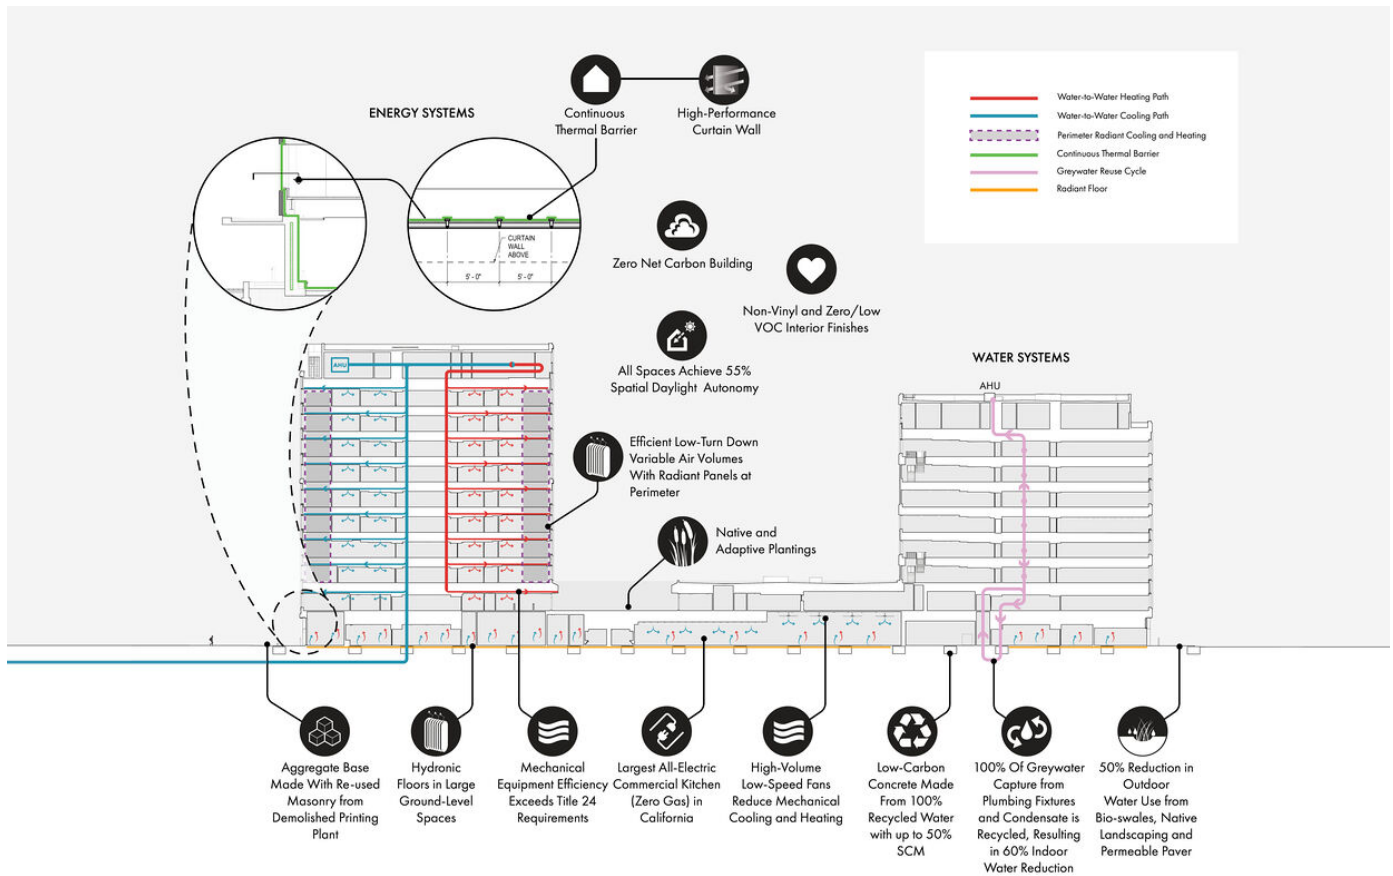 ENERGY SYSTEMS
Continuous
Thermal Barrier
High-Performance
Curtain Wall
Water-to-Water Heating Path
Water-to-Water Cooling Path
Perimeter Radiant Cooling and Heating
Continuous Thermal Barrier
Greywater Reuse Cycle
Radiant Floor
CURTAIN
WALL
ABOVE
5' - 0"
5' - 0"
Zero Net Carbon Building
Non-Vinyl and Zero/Low
VOC Interior Finishes
All Spaces Achieve 55%
Spatial Daylight Autonomy
WATER SYSTEMS
AHU
AHU
Efficient Low-Turn Down
Variable Air Volumes
With Radiant Panels at
Perimeter
Native and
Adaptive Plantings
Aggregate Base
Made With Re-used
Masonry from
Demolished Printing
Plant
Hydronic
Floors in Large
Ground-Level
Spaces
Mechanical
Equipment Efficiency
Exceeds Title 24
Requirements
Largest All-Electric
Commercial Kitchen
(Zero Gas) in
California
High-Volume
Low-Speed Fans
Reduce Mechanical
Cooling and Heating
Low-Carbon
Concrete Made
From 100%
Recycled Water
with up to 50%
SCM
100% Of Greywater
Capture from
Plumbing Fixtures
and Condensate is
Recycled, Resulting
in 60% Indoor
Water Reduction
50% Reduction in
Outdoor
Water Use from
Bio-swales, Native
Landscaping and
Permeable Paver